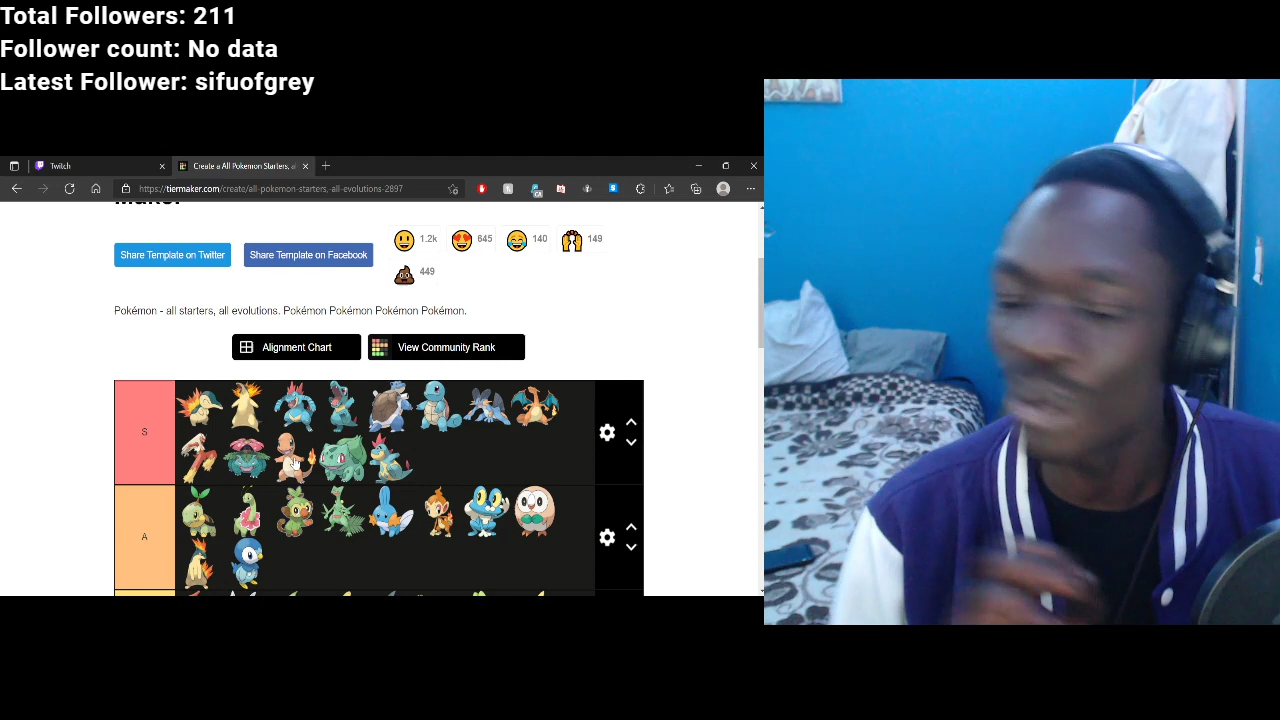 Total Followers: 211
Follower count: No data
Latest Follower: sifuofgrey
Twitch
Create a All Pokemon Starters, a
https://tiermaker.com/create/all-pokemon-starters,-all-evolutions-2897
Share Template on Twitter
Share Template on Facebook
1.2k
645
140
149
449
Pokémon - all starters, all evolutions. Pokémon Pokémon Pokémon Pokémon.
Alignment Chart
View Community Rank
S
A